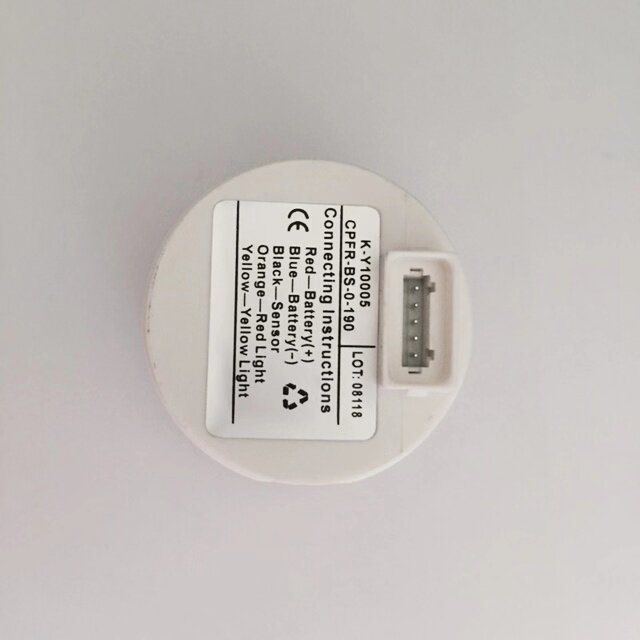 K-Y10005
CPFR-BS-0-190
LOT: 08118
Connecting Instructions
CE
Red—Battery(+)
Blue—Battery(-)
Black—Sensor
Orange—Red Light
Yellow—Yellow Light